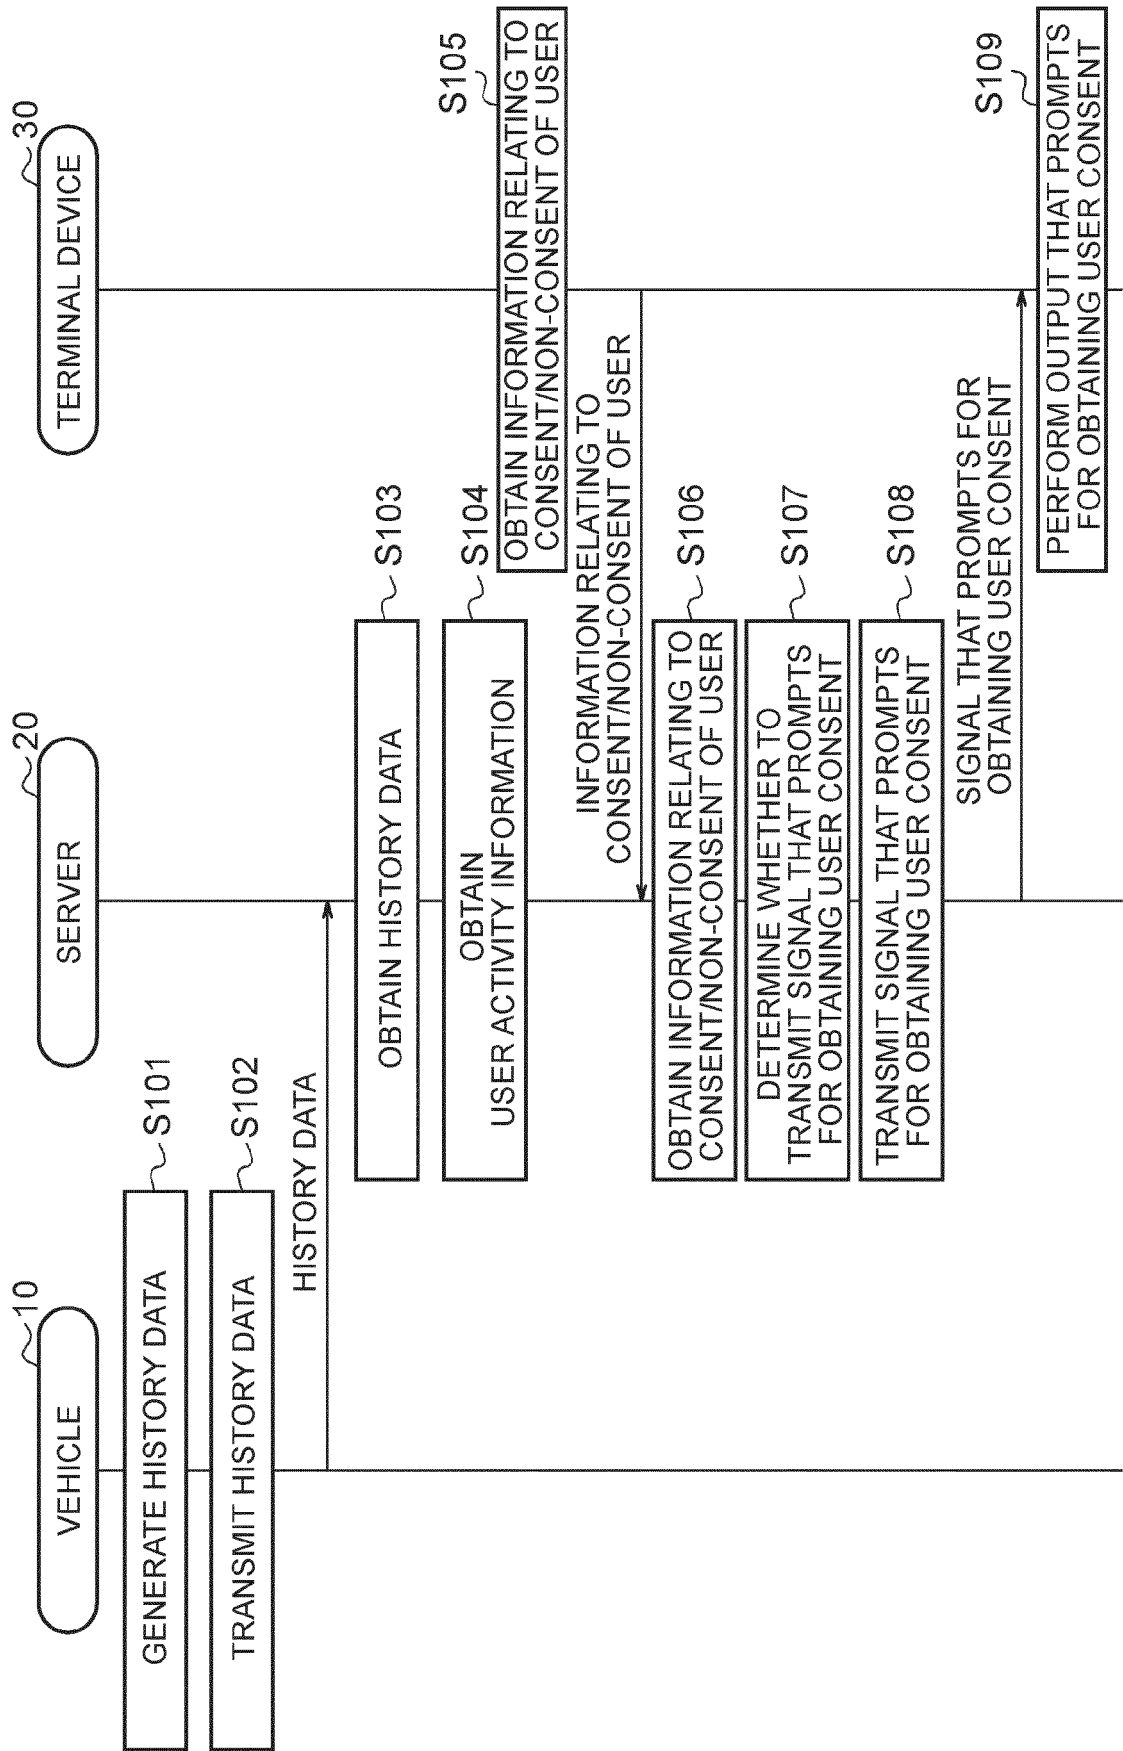 10
VEHICLE
20
SERVER
30
TERMINAL DEVICE
GENERATE HISTORY DATA
S101
TRANSMIT HISTORY DATA
S102
HISTORY DATA
OBTAIN HISTORY DATA
S103
OBTAIN
USER ACTIVITY INFORMATION
S104
S105
OBTAIN INFORMATION RELATING TO
CONSENT/NON-CONSENT OF USER
INFORMATION RELATING TO
CONSENT/NON-CONSENT OF USER
OBTAIN INFORMATION RELATING TO
CONSENT/NON-CONSENT OF USER
S106
DETERMINE WHETHER TO
TRANSMIT SIGNAL THAT PROMPTS
FOR OBTAINING USER CONSENT
S107
TRANSMIT SIGNAL THAT PROMPTS
FOR OBTAINING USER CONSENT
S108
SIGNAL THAT PROMPTS FOR
OBTAINING USER CONSENT
S109
PERFORM OUTPUT THAT PROMPTS
FOR OBTAINING USER CONSENT